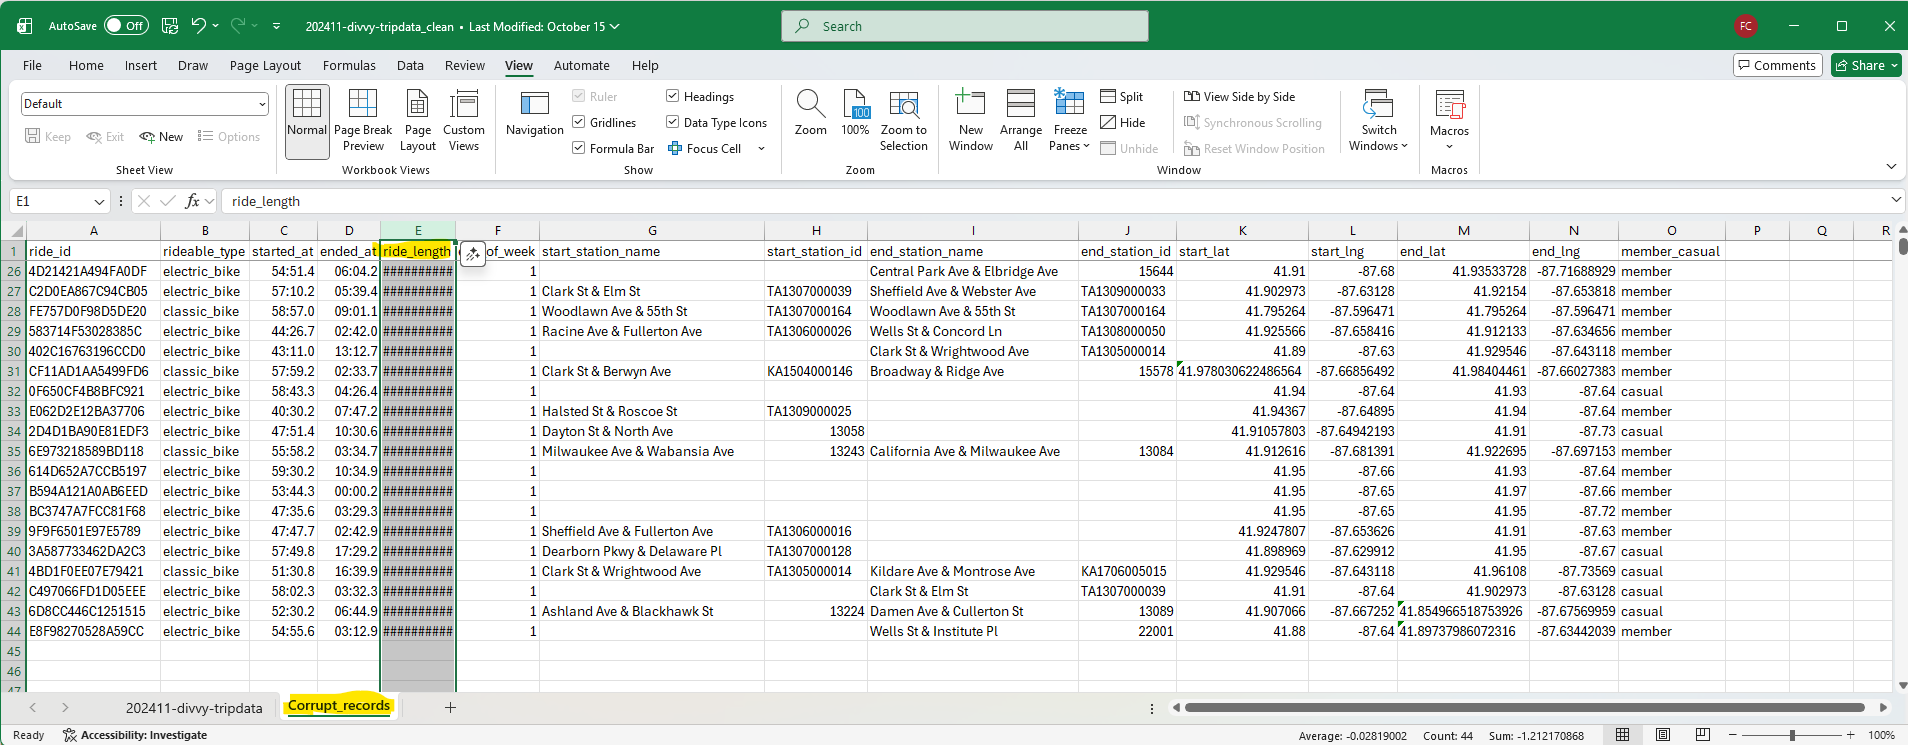 AutoSave Off 202411-divvy-tripdata_clean • Last Modified: October 15 Search FC
File Home Insert Draw Page Layout Formulas Data Review View Automate Help Comments Share
Default
Keep Exit New Options
Sheet View
Normal Page Break Preview Page Layout Custom Views
Workbook Views
Navigation Ruler Gridlines Formula Bar Headings Data Type Icons Focus Cell
Show
Zoom 100 100% Zoom to Selection
Zoom
New Window Arrange All Freeze Panes Split Hide Unhide View Side by Side Synchronous Scrolling Reset Window Position Switch Windows
Window
Macros
Macros
E1 fx ride_length
A B C D E F G H I J K L M N O P Q R
1 ride_id rideable_type started_at ended_at ride_length of_week start_station_name start_station_id end_station_name end_station_id start_lat start_lng end_lat end_lng member_casual
26 4D21421A494FA0DF electric_bike 54:51.4 06:04.2 ########## 1 Central Park Ave & Elbridge Ave 15644 41.91 -87.68 41.93533728 -87.71688929 member
27 C2D0EA867C94CB05 electric_bike 57:10.2 05:39.4 ########## 1 Clark St & Elm St TA1307000039 Sheffield Ave & Webster Ave TA1309000033 41.902973 -87.63128 41.92154 -87.653818 member
28 FE757D0F98D5DE20 classic_bike 58:57.0 09:01.1 ########## 1 Woodlawn Ave & 55th St TA1307000164 Woodlawn Ave & 55th St TA1307000164 41.795264 -87.596471 41.795264 -87.596471 member
29 583714F53028385C electric_bike 44:26.7 02:42.0 ########## 1 Racine Ave & Fullerton Ave TA1306000026 Wells St & Concord Ln TA1308000050 41.925566 -87.658416 41.912133 -87.634656 member
30 402C16763196CCD0 electric_bike 43:11.0 13:12.7 ########## 1 Clark St & Wrightwood Ave TA1305000014 41.89 -87.63 41.929546 -87.643118 member
31 CF11AD1AA5499FD6 classic_bike 57:59.2 02:33.7 ########## 1 Clark St & Berwyn Ave KA1504000146 Broadway & Ridge Ave 15578 41.978030622486564 -87.66856492 41.98404461 -87.66027383 member
32 0F650CF4B8BFC921 electric_bike 58:43.3 04:26.4 ########## 1 41.94 -87.64 41.93 -87.64 casual
33 E062D2E12BA37706 electric_bike 40:30.2 07:47.2 ########## 1 Halsted St & Roscoe St TA1309000025 41.94367 -87.64895 41.94 -87.64 member
34 2D4D1BA90E81EDF3 electric_bike 47:51.4 10:30.6 ########## 1 Dayton St & North Ave 13058 41.91057803 -87.64942193 41.91 -87.73 casual
35 6E973218589BD118 classic_bike 55:58.2 03:34.7 ########## 1 Milwaukee Ave & Wabansia Ave 13243 California Ave & Milwaukee Ave 13084 41.912616 -87.681391 41.922695 -87.697153 member
36 614D652A7CCB5197 electric_bike 59:30.2 10:34.9 ########## 1 41.95 -87.66 41.93 -87.64 member
37 B594A121A0AB6EED electric_bike 53:44.3 00:00.2 ########## 1 41.95 -87.65 41.97 -87.66 member
38 BC3747A7FCC81F68 electric_bike 47:35.6 03:29.3 ########## 1 41.95 -87.65 41.95 -87.72 member
39 9F9F6501E97E5789 electric_bike 47:47.7 02:42.9 ########## 1 Sheffield Ave & Fullerton Ave TA1306000016 41.9247807 -87.653626 41.91 -87.63 member
40 3A587733462DA2C3 electric_bike 57:49.8 17:29.2 ########## 1 Dearborn Pkwy & Delaware Pl TA1307000128 41.898969 -87.629912 41.95 -87.67 casual
41 4BD1F0EE07E79421 classic_bike 51:30.8 16:39.9 ########## 1 Clark St & Wrightwood Ave TA1305000014 Kildare Ave & Montrose Ave KA1706005015 41.929546 -87.643118 41.96108 -87.73569 casual
42 C497066FD1D05EEE electric_bike 58:02.3 03:32.3 ########## 1 Clark St & Elm St TA1307000039 41.91 -87.64 41.902973 -87.63128 casual
43 6D8CC446C1251515 electric_bike 52:30.2 06:44.9 ########## 1 Ashland Ave & Blackhawk St 13224 Damen Ave & Cullerton St 13089 41.907066 -87.667252 41.854966518753926 -87.67569959 casual
44 E8F98270528A59CC electric_bike 54:55.6 03:12.9 ########## 1 Wells St & Institute Pl 22001 41.88 -87.64 41.89737986072316 -87.63442039 member
45
46
47
202411-divvy-tripdata Corrupt_records
Ready Accessibility: Investigate Average: -0.02819002 Count: 44 Sum: -1.212170868 100%